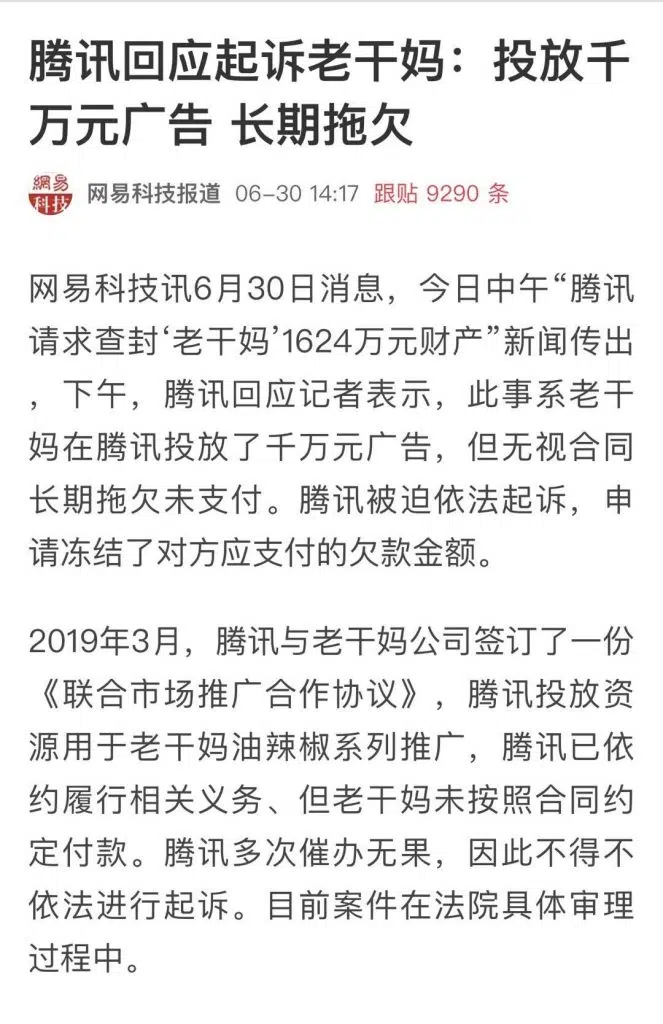 腾讯回应起诉老干妈：投放千
万元广告 长期拖欠
網易
科技
网易科技报道 06-30 14:17 跟贴 9290 条
网易科技讯6月30日消息，今日中午“腾讯
请求查封‘老干妈’1624万元财产”新闻传出
，下午，腾讯回应记者表示，此事系老干
妈在腾讯投放了千万元广告，但无视合同
长期拖欠未支付。腾讯被迫依法起诉，申
请冻结了对方应支付的欠款金额。
2019年3月，腾讯与老干妈公司签订了一份
《联合市场推广合作协议》，腾讯投放资
源用于老干妈油辣椒系列推广，腾讯已依
约履行相关义务、但老干妈未按照合同约
定付款。腾讯多次催办无果，因此不得不
依法进行起诉。目前案件在法院具体审理
过程中。